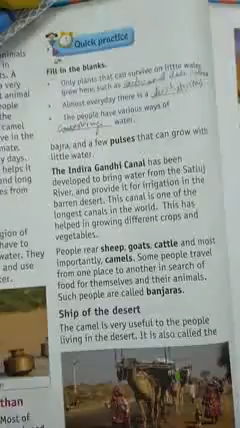 Quick practice
Fill in the blanks.
• Only plants that can survive on little water
grow here, such as
• Almost everyday there is a
• The people have various ways of
water.
bajra, and a few pulses that can grow with
little water.
The Indira Gandhi Canal has been
developed to bring water from the Satluj
River, and provide it for irrigation in the
barren desert. This canal is one of the
longest canals in the world. This has
helped in growing different crops and
vegetables.
People rear sheep, goats, cattle and most
importantly, camels. Some people travel
from one place to another in search of
food for themselves and their animals.
Such people are called banjaras.
Ship of the desert
The camel is very useful to the people
living in the desert. It is also called the
nimals
in
ts. A
very
t animal
eople
the
camel
ve in the
mate.
y days.
helps it
and long
es from
gion of
have to
water. They
and use
ter.
than
Most of